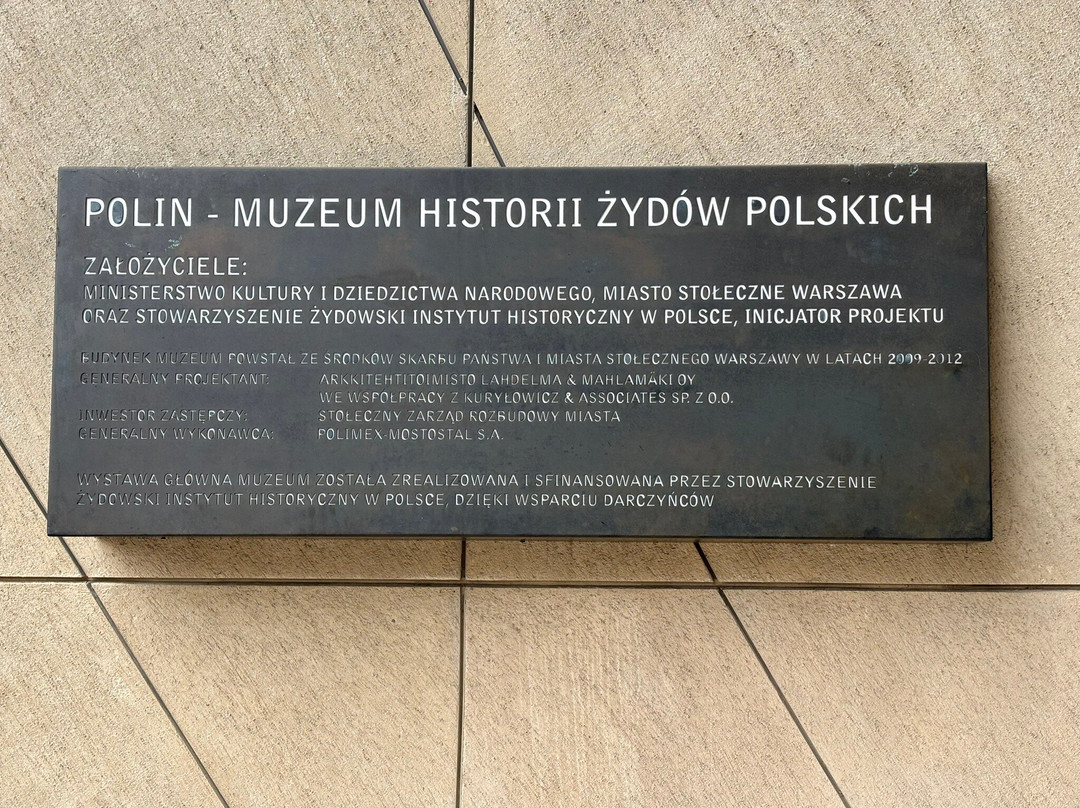 POLIN - MUZEUM HISTORII ŻYDÓW POLSKICH
ZAŁOŻYCIELE:
MINISTERSTWO KULTURY I DZIEDZICTWA NARODOWEGO, MIASTO STOŁECZNE WARSZAWA
ORAZ STOWARZYSZENIE ŻYDOWSKI INSTYTUT HISTORYCZNY W POLSCE, INICJATOR PROJEKTU
BUDYNEK MUZEUM POWSTAŁ ZE ŚRODKÓW SKARBU PAŃSTWA I MIASTA STOŁECZNEGO WARSZAWY W LATACH 2009-2012
GENERALNY PROJEKTANT: ARKKITEHTITOIMISTO LAHDELMA & MAHLAMÄKI OY
WE WSPÓŁPRACY Z KURYŁOWICZ & ASSOCIATES SP. Z O.O.
INWESTOR ZASTĘPCZY: STOŁECZNY ZARZĄD ROZBUDOWY MIASTA
GENERALNY WYKONAWCA: POLIMEX-MOSTOSTAL S.A.
WYSTAWA GŁÓWNA MUZEUM ZOSTAŁA ZREALIZOWANA I SFINANSOWANA PRZEZ STOWARZYSZENIE
ŻYDOWSKI INSTYTUT HISTORYCZNY W POLSCE, DZIĘKI WSPARCIU DARCZYŃCÓW